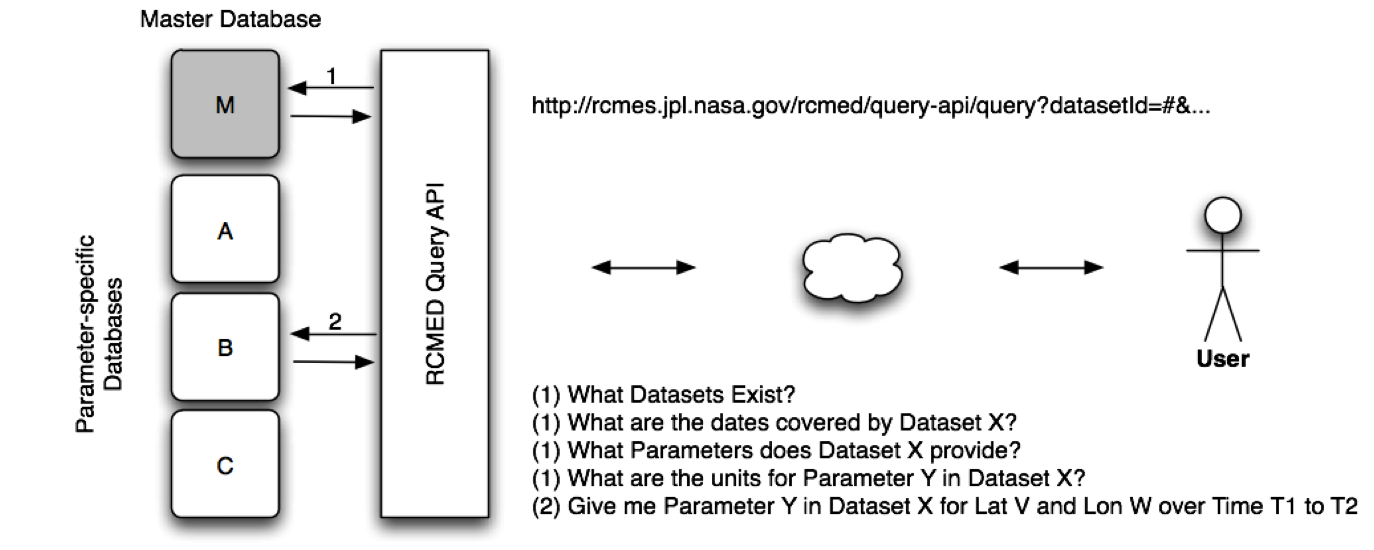 Master Database
M
1
http://rcmes.jpl.nasa.gov/rcmed/query-api/query?datasetId=#&...
A
Parameter-specific
Databases
B
2
C
RCMED Query API
User
(1) What Datasets Exist?
(1) What are the dates covered by Dataset X?
(1) What Parameters does Dataset X provide?
(1) What are the units for Parameter Y in Dataset X?
(2) Give me Parameter Y in Dataset X for Lat V and Lon W over Time T1 to T2